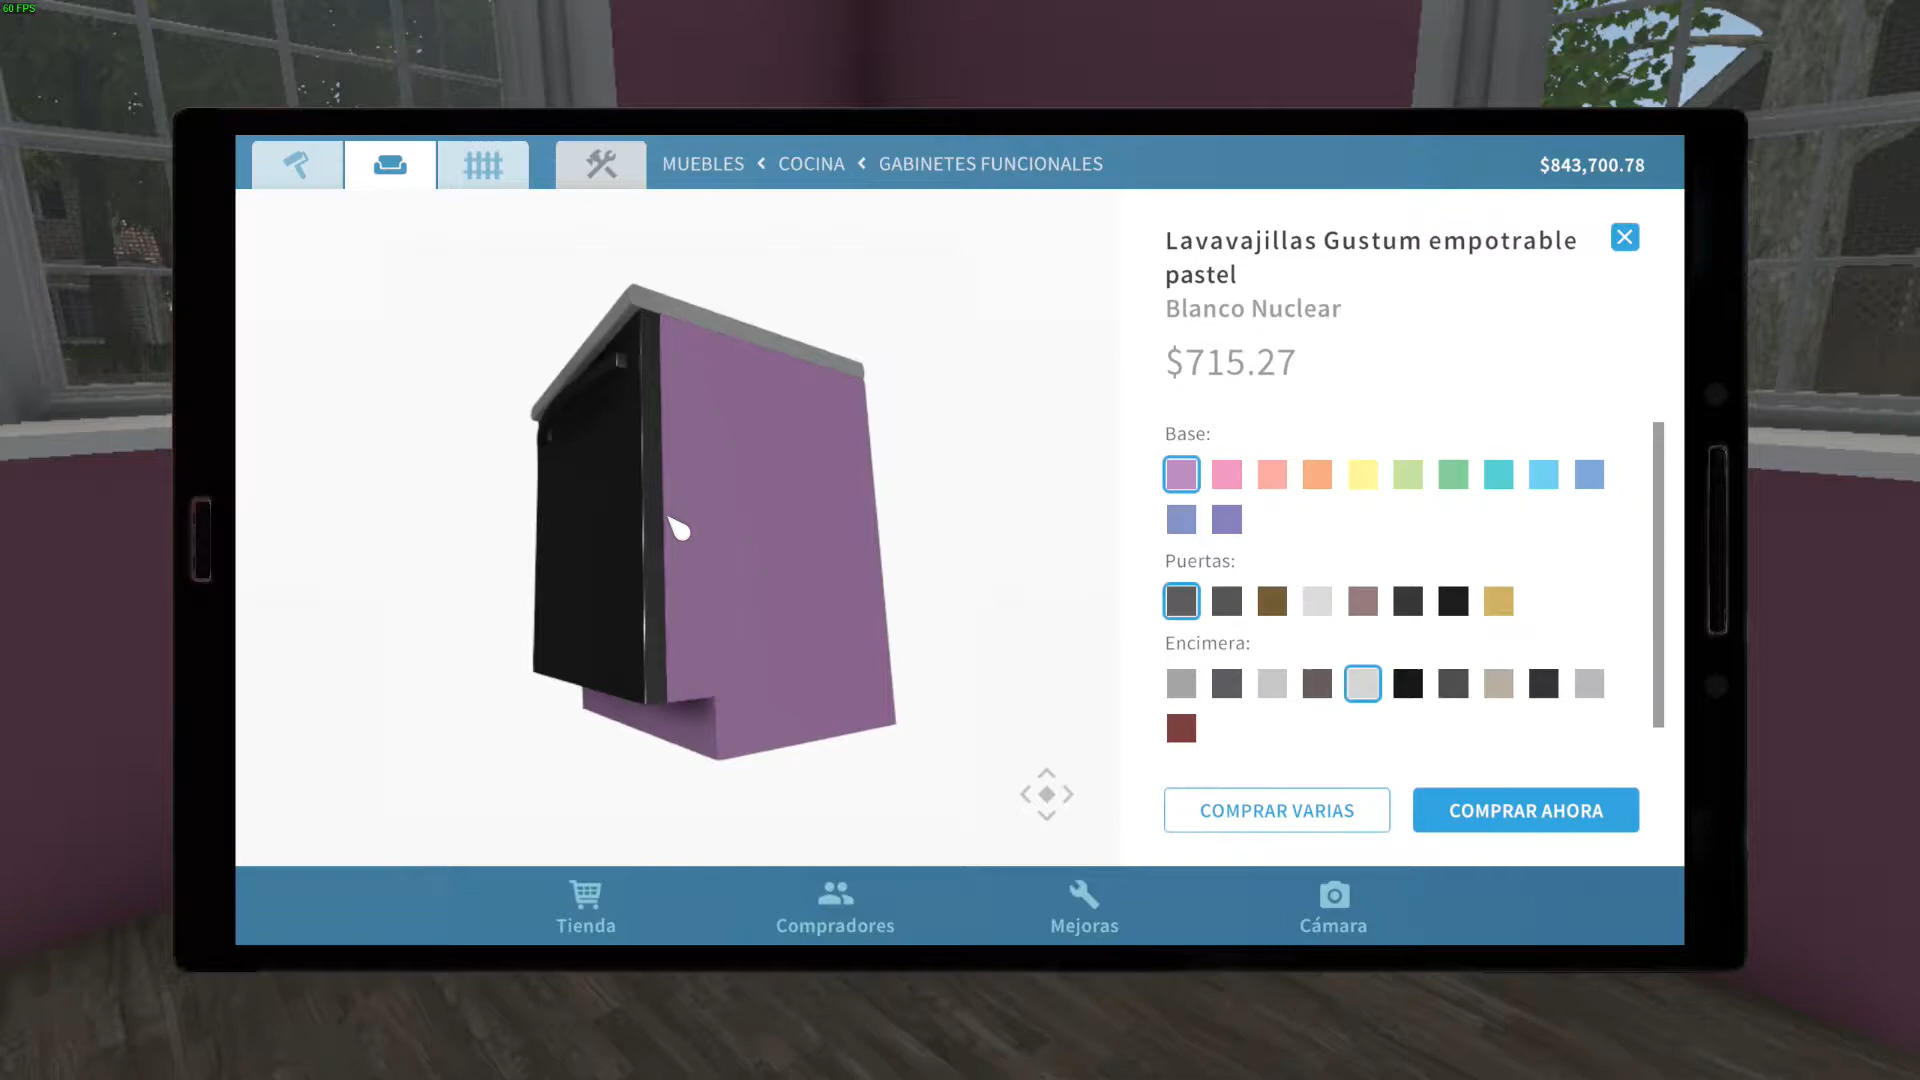 60 FPS
MUEBLES < COCINA < GABINETES FUNCIONALES
$843,700.78
Lavavajillas Gustum empotrable
pastel
Blanco Nuclear
$715.27
Base:
Puertas:
Encimera:
COMPRAR VARIAS
COMPRAR AHORA
Tienda
Compradores
Mejoras
Cámara